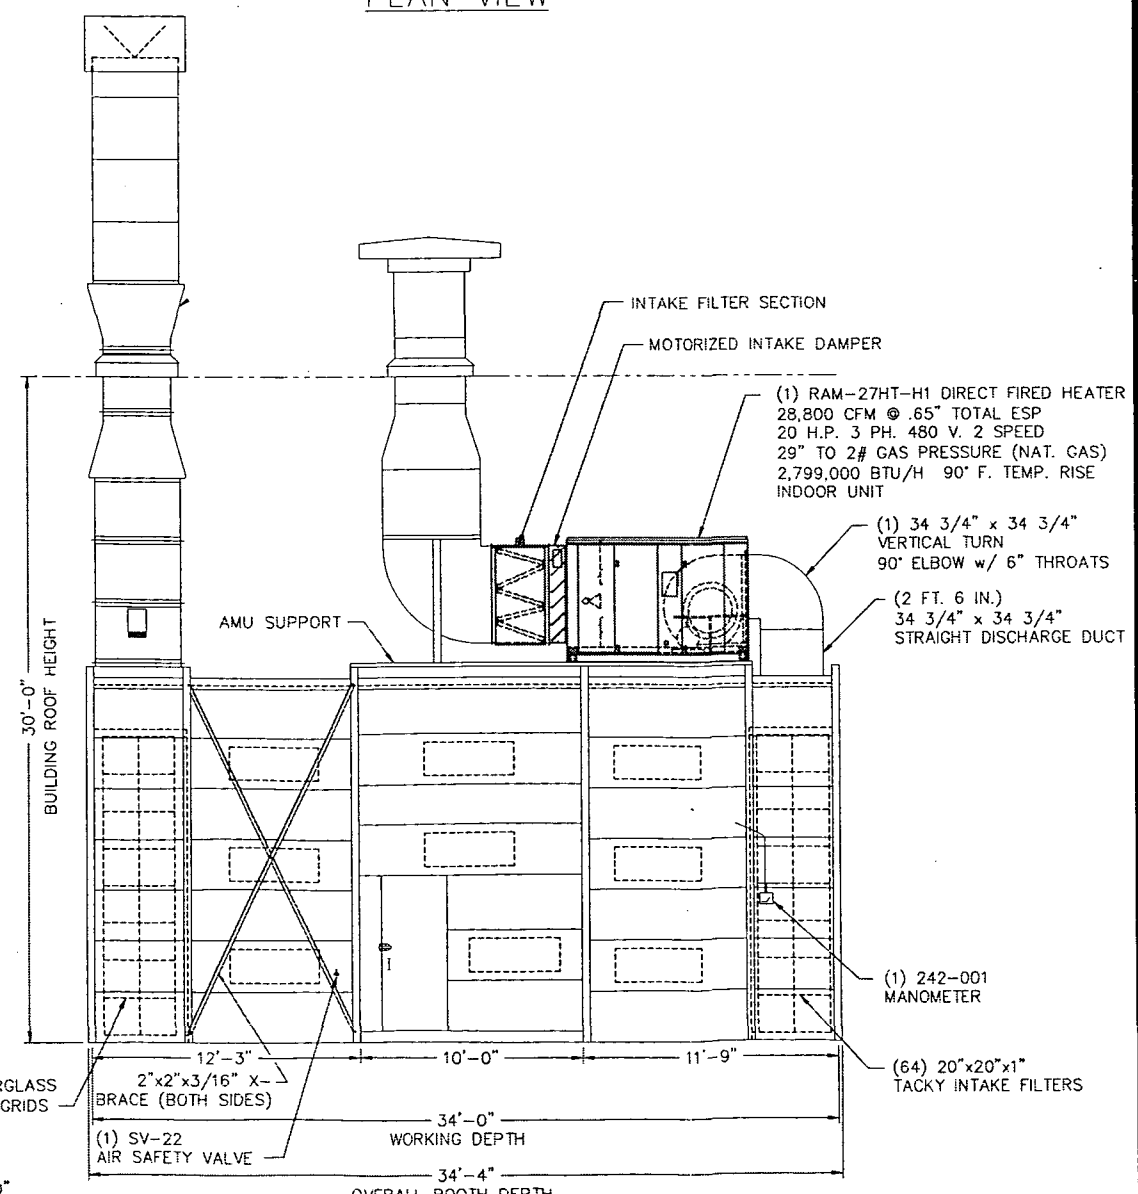 PLAN VIEW
INTAKE FILTER SECTION
MOTORIZED INTAKE DAMPER
(1) RAM-27HT-H1 DIRECT FIRED HEATER
28,800 CFM @ .65" TOTAL ESP
20 H.P. 3 PH. 480 V. 2 SPEED
29" TO 2# GAS PRESSURE (NAT. GAS)
2,799,000 BTU/H 90° F. TEMP. RISE
INDOOR UNIT
(1) 34 3/4" x 34 3/4"
VERTICAL TURN
90° ELBOW w/ 6" THROATS
(2 FT. 6 IN.)
34 3/4" x 34 3/4"
STRAIGHT DISCHARGE DUCT
AMU SUPPORT
30'-0"
BUILDING ROOF HEIGHT
(1) 242-001
MANOMETER
(64) 20"x20"x1"
TACKY INTAKE FILTERS
12'-3"
10'-0"
11'-9"
RGLASS
GRIDS
2"x2"x3/16" X-
BRACE (BOTH SIDES)
(1) SV-22
AIR SAFETY VALVE
34'-0"
WORKING DEPTH
34'-4"
OVERALL BOOTH DEPTH